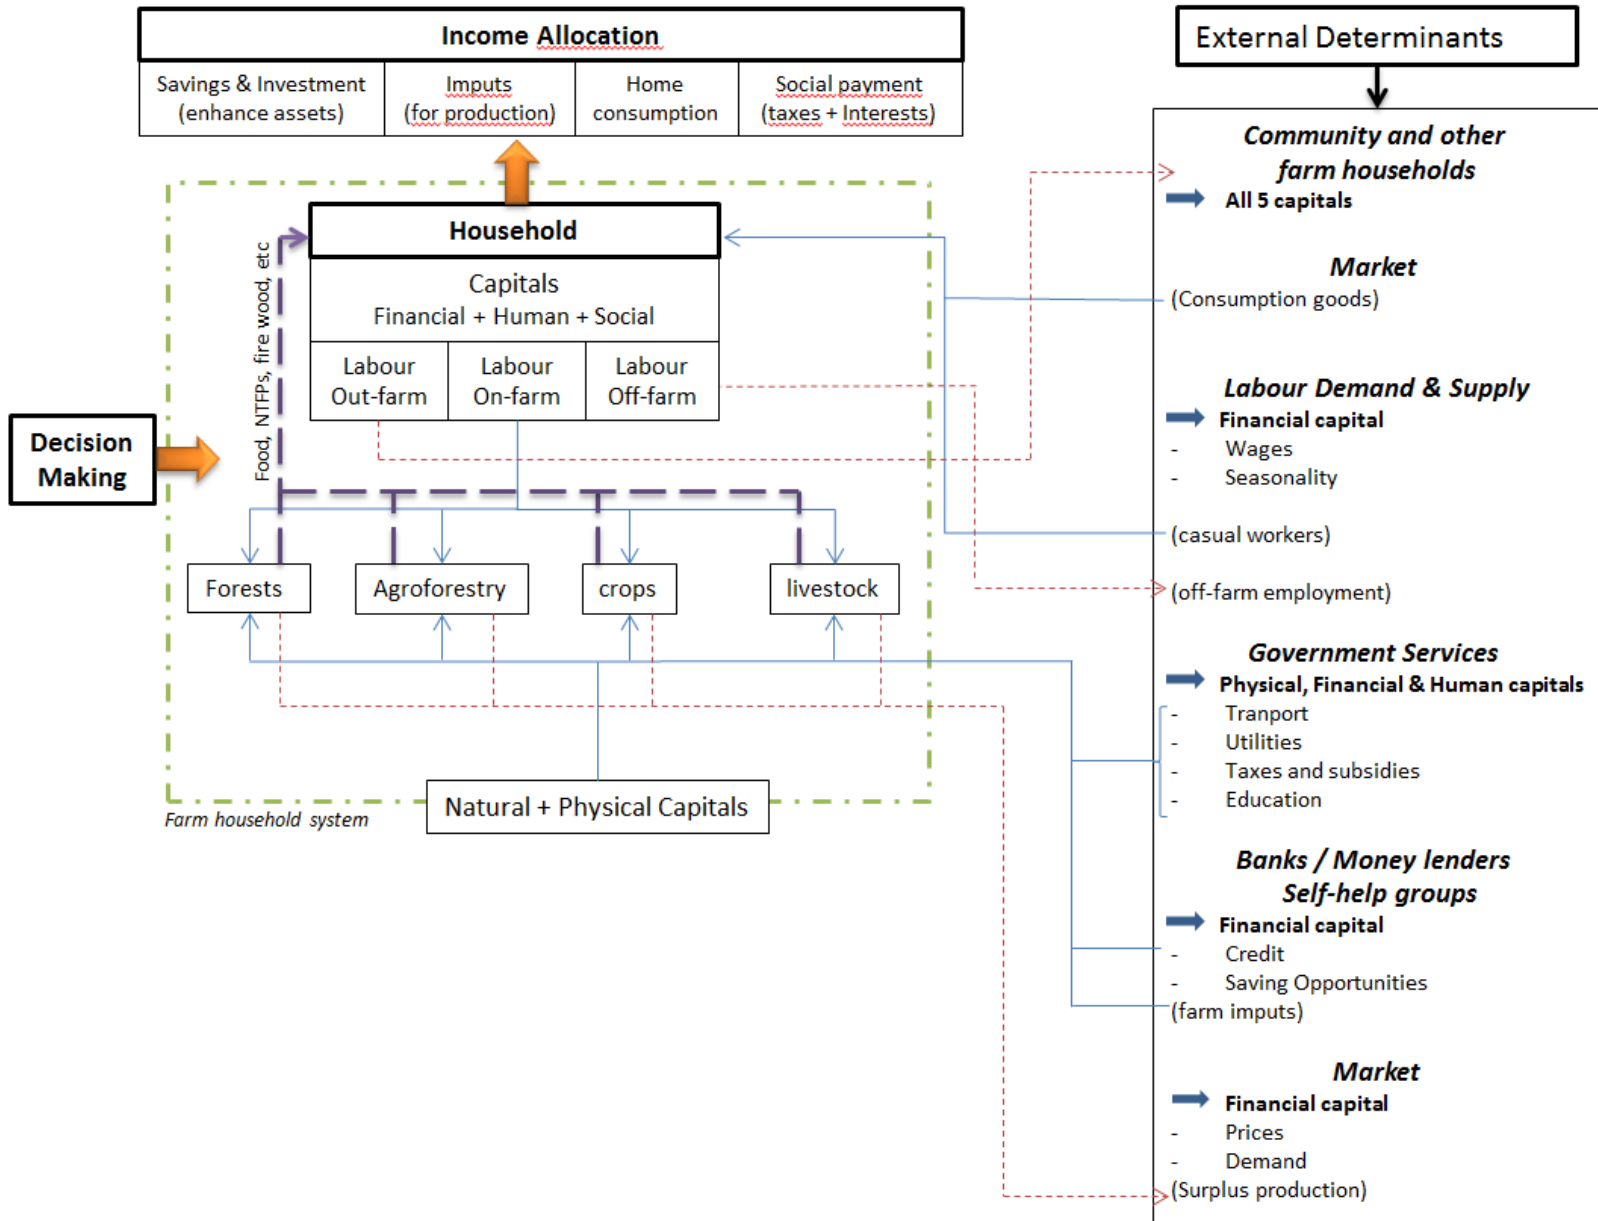 Income Allocation
Savings & Investment
(enhance assets)
Imputs
(for production)
Home
consumption
Social payment
(taxes + Interests)
Household
Capitals
Financial + Human + Social
Labour
Out-farm
Labour
On-farm
Labour
Off-farm
Food, NTFPs, fire wood, etc
Decision
Making
Forests
Agroforestry
crops
livestock
Natural + Physical Capitals
Farm household system
External Determinants
Community and other
farm households
All 5 capitals
Market
(Consumption goods)
Labour Demand & Supply
Financial capital
- Wages
- Seasonality
(casual workers)
(off-farm employment)
Government Services
Physical, Financial & Human capitals
- Tranport
- Utilities
- Taxes and subsidies
- Education
Banks / Money lenders
Self-help groups
Financial capital
- Credit
- Saving Opportunities
(farm imputs)
Market
Financial capital
- Prices
- Demand
(Surplus production)